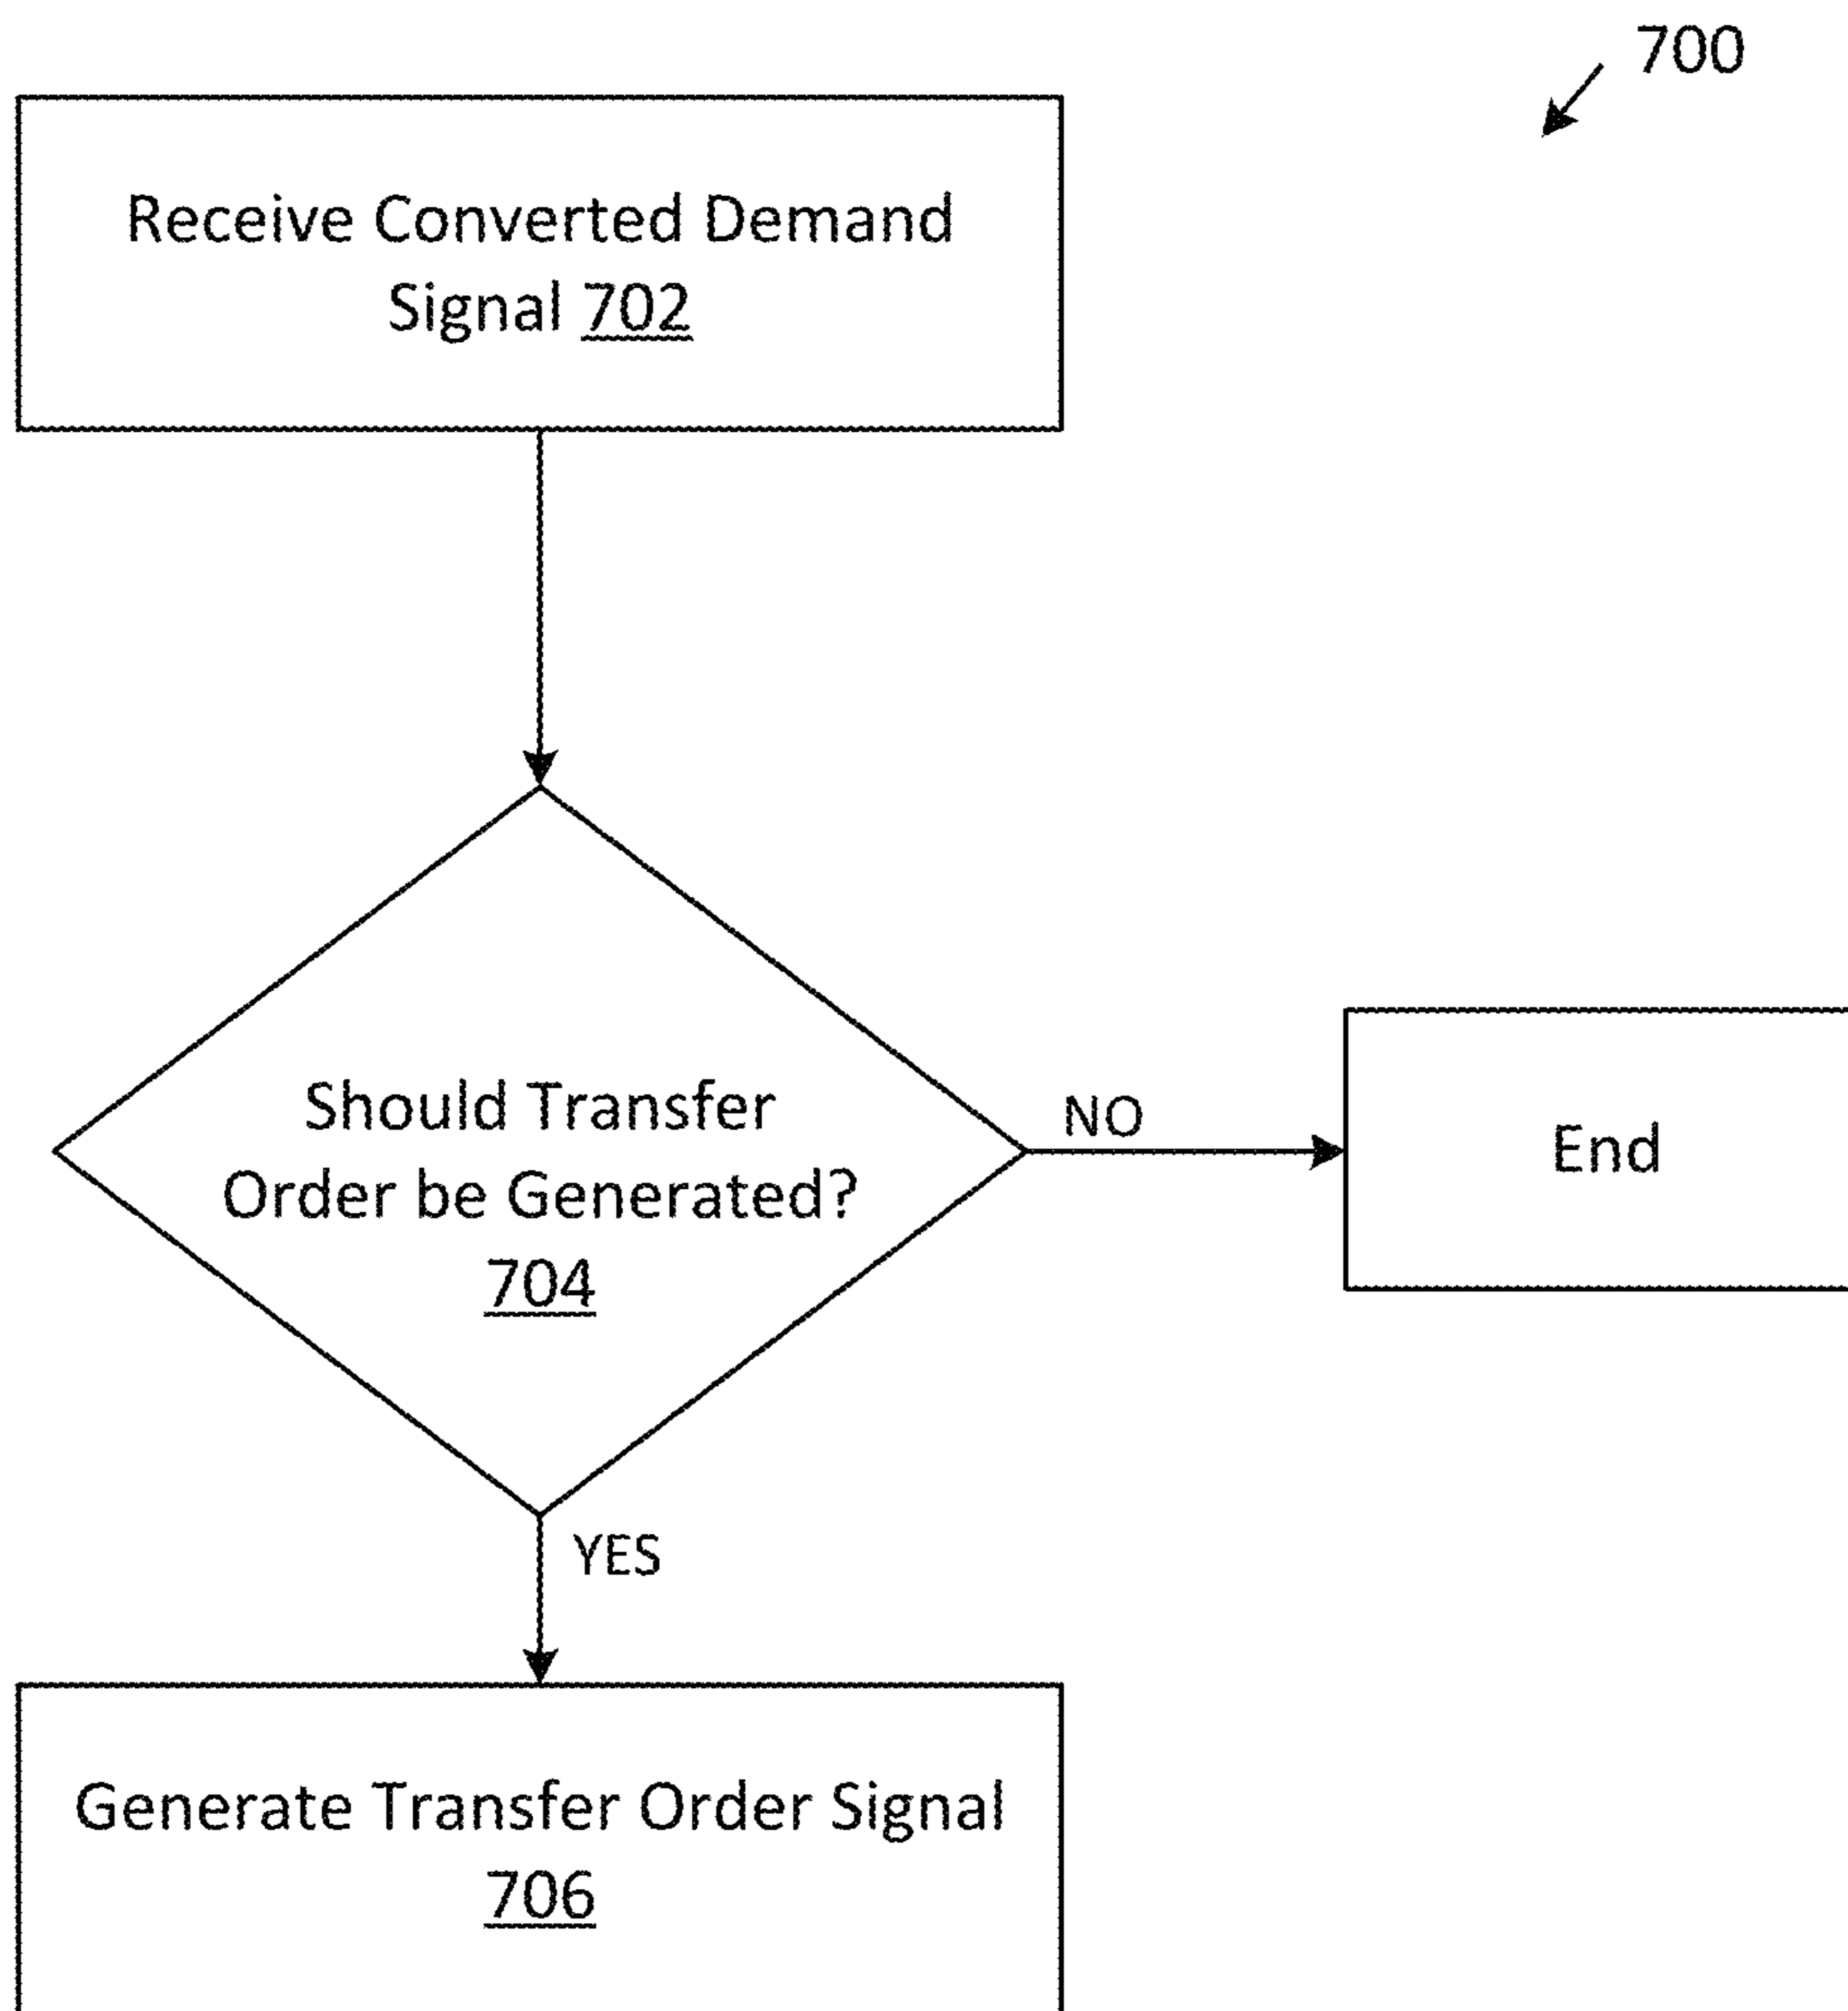 700
Receive Converted Demand
Signal 702
Should Transfer
Order be Generated?
704
NO
End
YES
Generate Transfer Order Signal
706